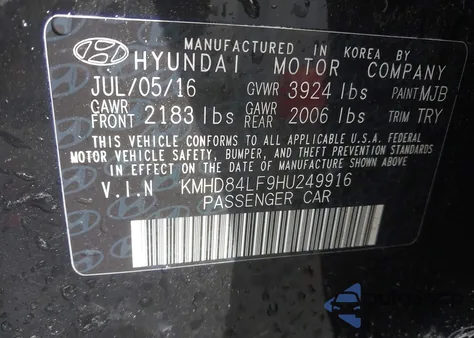 MANUFACTURED IN KOREA BY
HYUNDAI MOTOR COMPANY
JUL/05/16 GVWR 3924 lbs PAINT MJB
GAWR FRONT 2183 lbs GAWR REAR 2006 lbs TRIM TRY
THIS VEHICLE CONFORMS TO ALL APPLICABLE U.S.A. FEDERAL
MOTOR VEHICLE SAFETY, BUMPER, AND THEFT PREVENTION STANDARDS
IN EFFECT ON THE DATE OF MANUFACTURE SHOWN ABOVE.
V.I.N KMHD84LF9HU249916
PASSENGER CAR